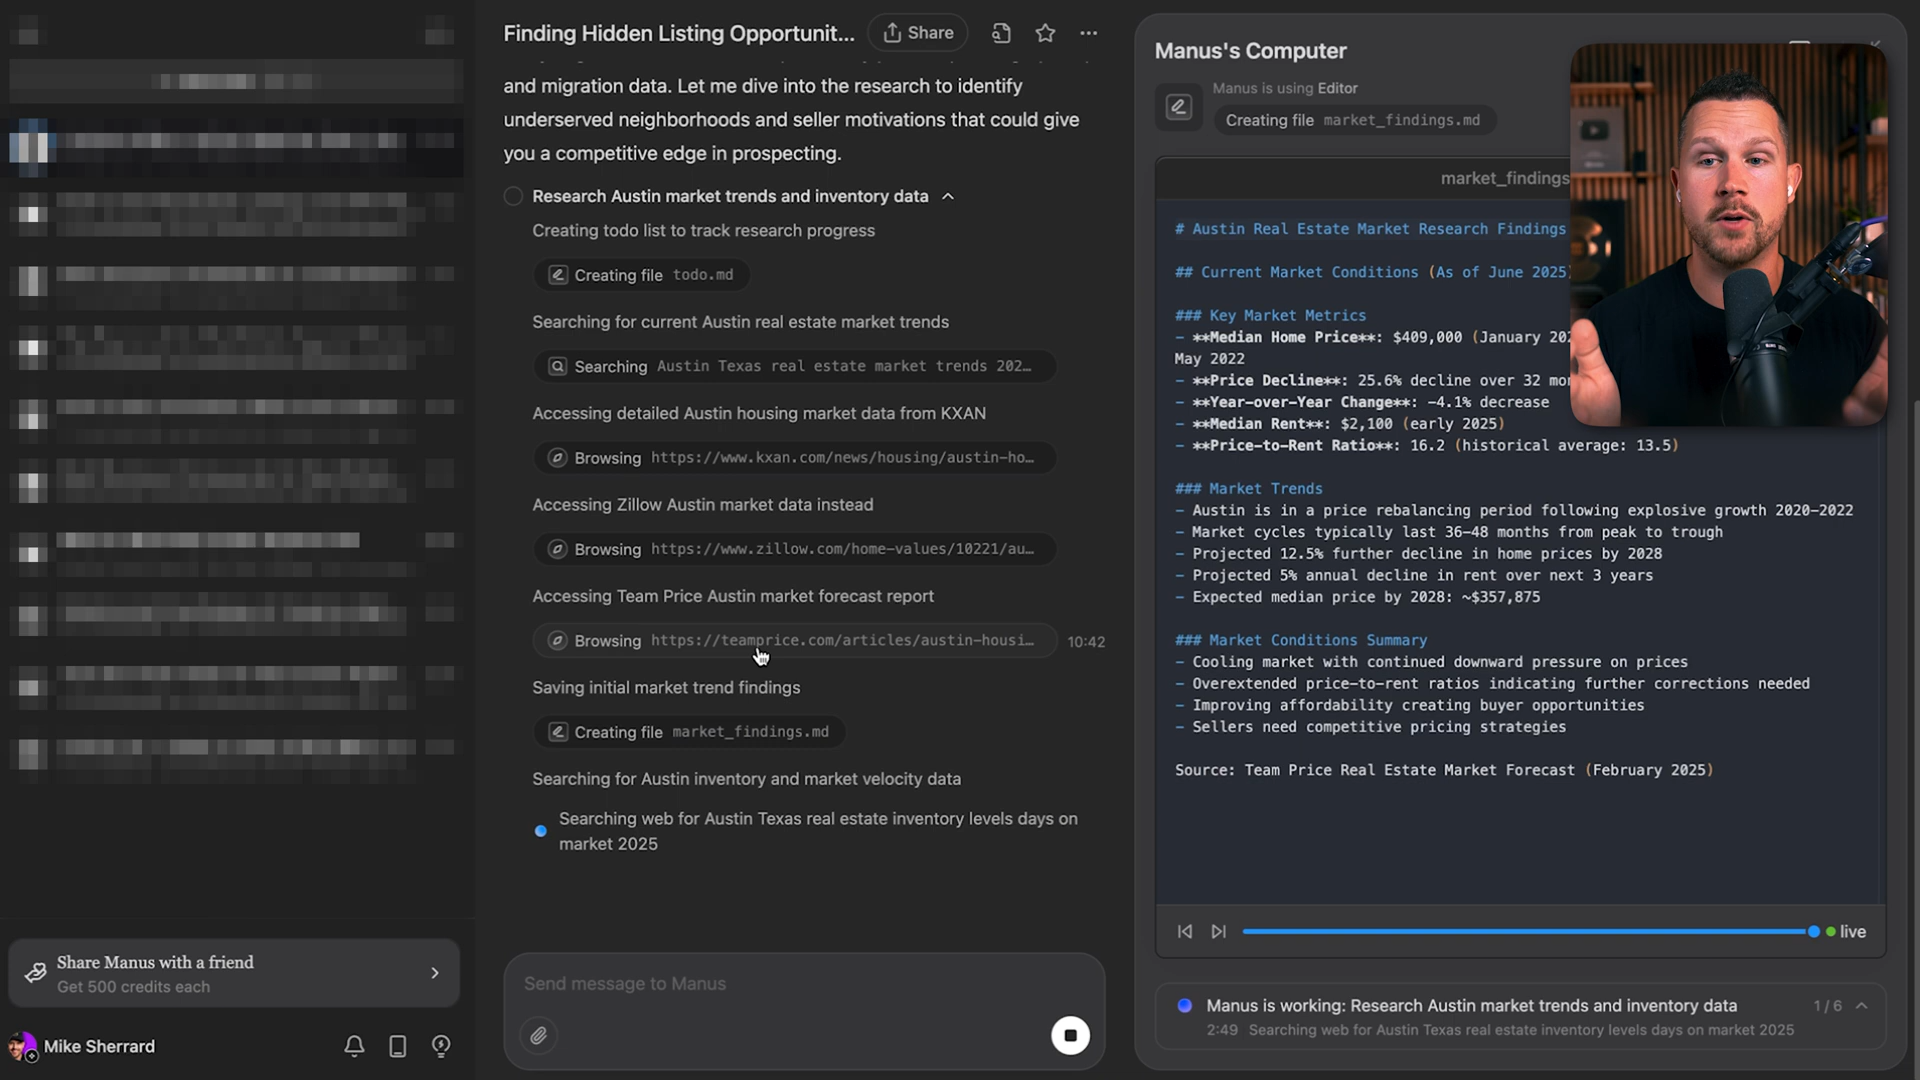 Finding Hidden Listing Opportunit...
Share
and migration data. Let me dive into the research to identify
underserved neighborhoods and seller motivations that could give
you a competitive edge in prospecting.
Research Austin market trends and inventory data
Creating todo list to track research progress
Creating file todo.md
Searching for current Austin real estate market trends
Searching Austin Texas real estate market trends 202...
Accessing detailed Austin housing market data from KXAN
Browsing https://www.kxan.com/news/housing/austin-ho...
Accessing Zillow Austin market data instead
Browsing https://www.zillow.com/home-values/10221/au...
Accessing Team Price Austin market forecast report
Browsing https://teamprice.com/articles/austin-housi...
10:42
Saving initial market trend findings
Creating file market_findings.md
Searching for Austin inventory and market velocity data
Searching web for Austin Texas real estate inventory levels days on
market 2025
Send message to Manus
Share Manus with a friend
Get 500 credits each
Mike Sherrard
Manus's Computer
Manus is using Editor
Creating file market_findings.md
market_findings
# Austin Real Estate Market Research Findings
## Current Market Conditions (As of June 2025)
### Key Market Metrics
- **Median Home Price**: $409,000 (January 202
May 2022
- **Price Decline**: 25.6% decline over 32 mon
- **Year-over-Year Change**: -4.1% decrease
- **Median Rent**: $2,100 (early 2025)
- **Price-to-Rent Ratio**: 16.2 (historical average: 13.5)
### Market Trends
- Austin is in a price rebalancing period following explosive growth 2020-2022
- Market cycles typically last 36-48 months from peak to trough
- Projected 12.5% further decline in home prices by 2028
- Projected 5% annual decline in rent over next 3 years
- Expected median price by 2028: ~$357,875
### Market Conditions Summary
- Cooling market with continued downward pressure on prices
- Overextended price-to-rent ratios indicating further corrections needed
- Improving affordability creating buyer opportunities
- Sellers need competitive pricing strategies
Source: Team Price Real Estate Market Forecast (February 2025)
live
Manus is working: Research Austin market trends and inventory data
1 / 6
2:49 Searching web for Austin Texas real estate inventory levels days on market 2025